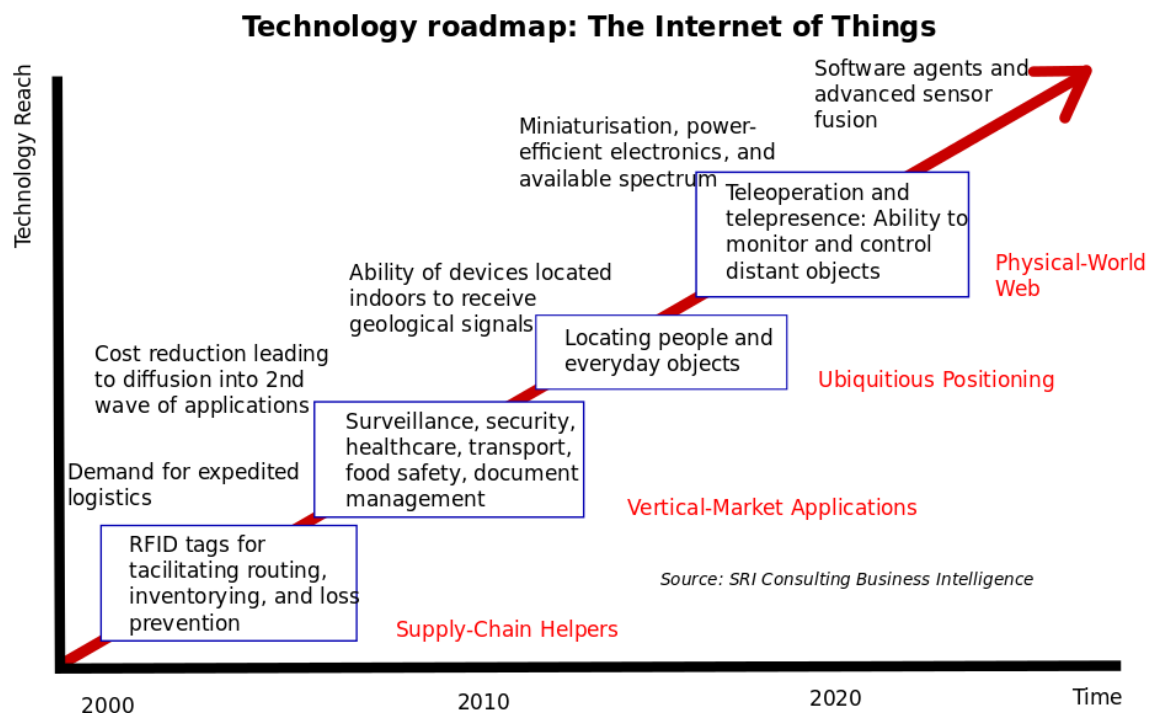 Technology roadmap: The Internet of Things
Technology Reach
Software agents and
advanced sensor
fusion
Miniaturisation, power-
efficient electronics, and
available spectrum
Teleoperation and
telepresence: Ability to
monitor and control
distant objects
Physical-World
Web
Ability of devices located
indoors to receive
geological signals
Locating people and
everyday objects
Ubiquitious Positioning
Cost reduction leading
to diffusion into 2nd
wave of applications
Surveillance, security,
healthcare, transport,
food safety, document
management
Vertical-Market Applications
Demand for expedited
logistics
RFID tags for
tacilitating routing,
inventorying, and loss
prevention
Supply-Chain Helpers
Source: SRI Consulting Business Intelligence
2000
2010
2020
Time